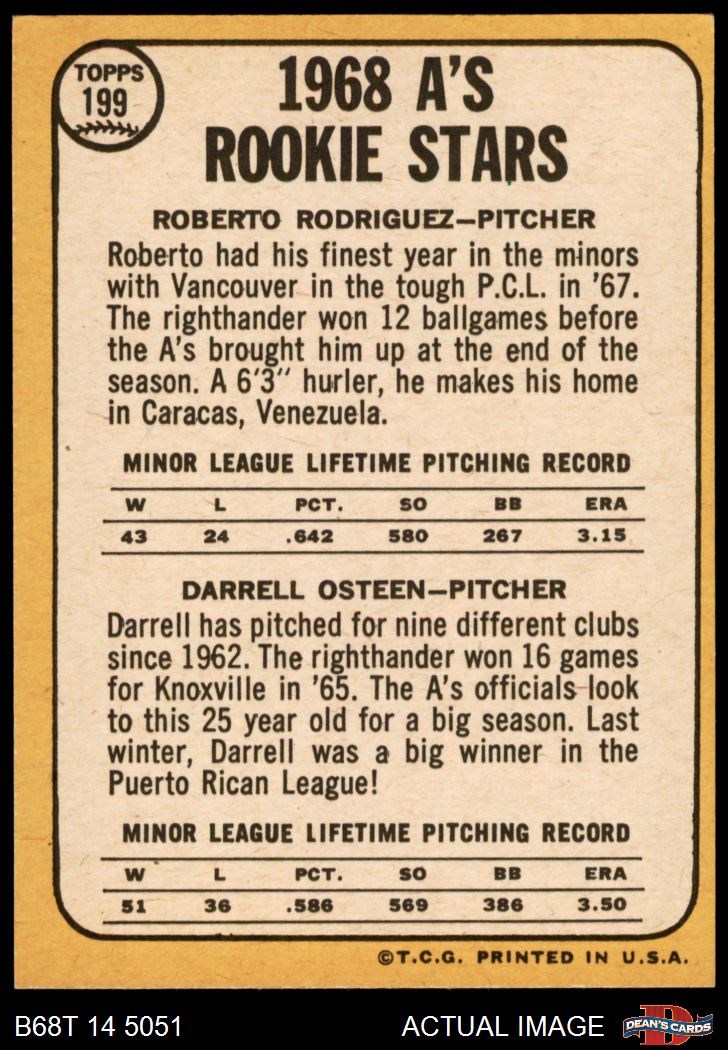 TOPPS
199
1968 A'S
ROOKIE STARS
ROBERTO RODRIGUEZ—PITCHER
Roberto had his finest year in the minors
with Vancouver in the tough P.C.L. in '67.
The righthander won 12 ballgames before
the A's brought him up at the end of the
season. A 6'3" hurler, he makes his home
in Caracas, Venezuela.
MINOR LEAGUE LIFETIME PITCHING RECORD
W L PCT. SO BB ERA
43 24 .642 580 267 3.15
DARRELL OSTEEN—PITCHER
Darrell has pitched for nine different clubs
since 1962. The righthander won 16 games
for Knoxville in '65. The A's officials look
to this 25 year old for a big season. Last
winter, Darrell was a big winner in the
Puerto Rican League!
MINOR LEAGUE LIFETIME PITCHING RECORD
W L PCT. SO BB ERA
51 36 .586 569 386 3.50
©T.C.G. PRINTED IN U.S.A.
B68T 14 5051 ACTUAL IMAGE D DEAN'S CARDS